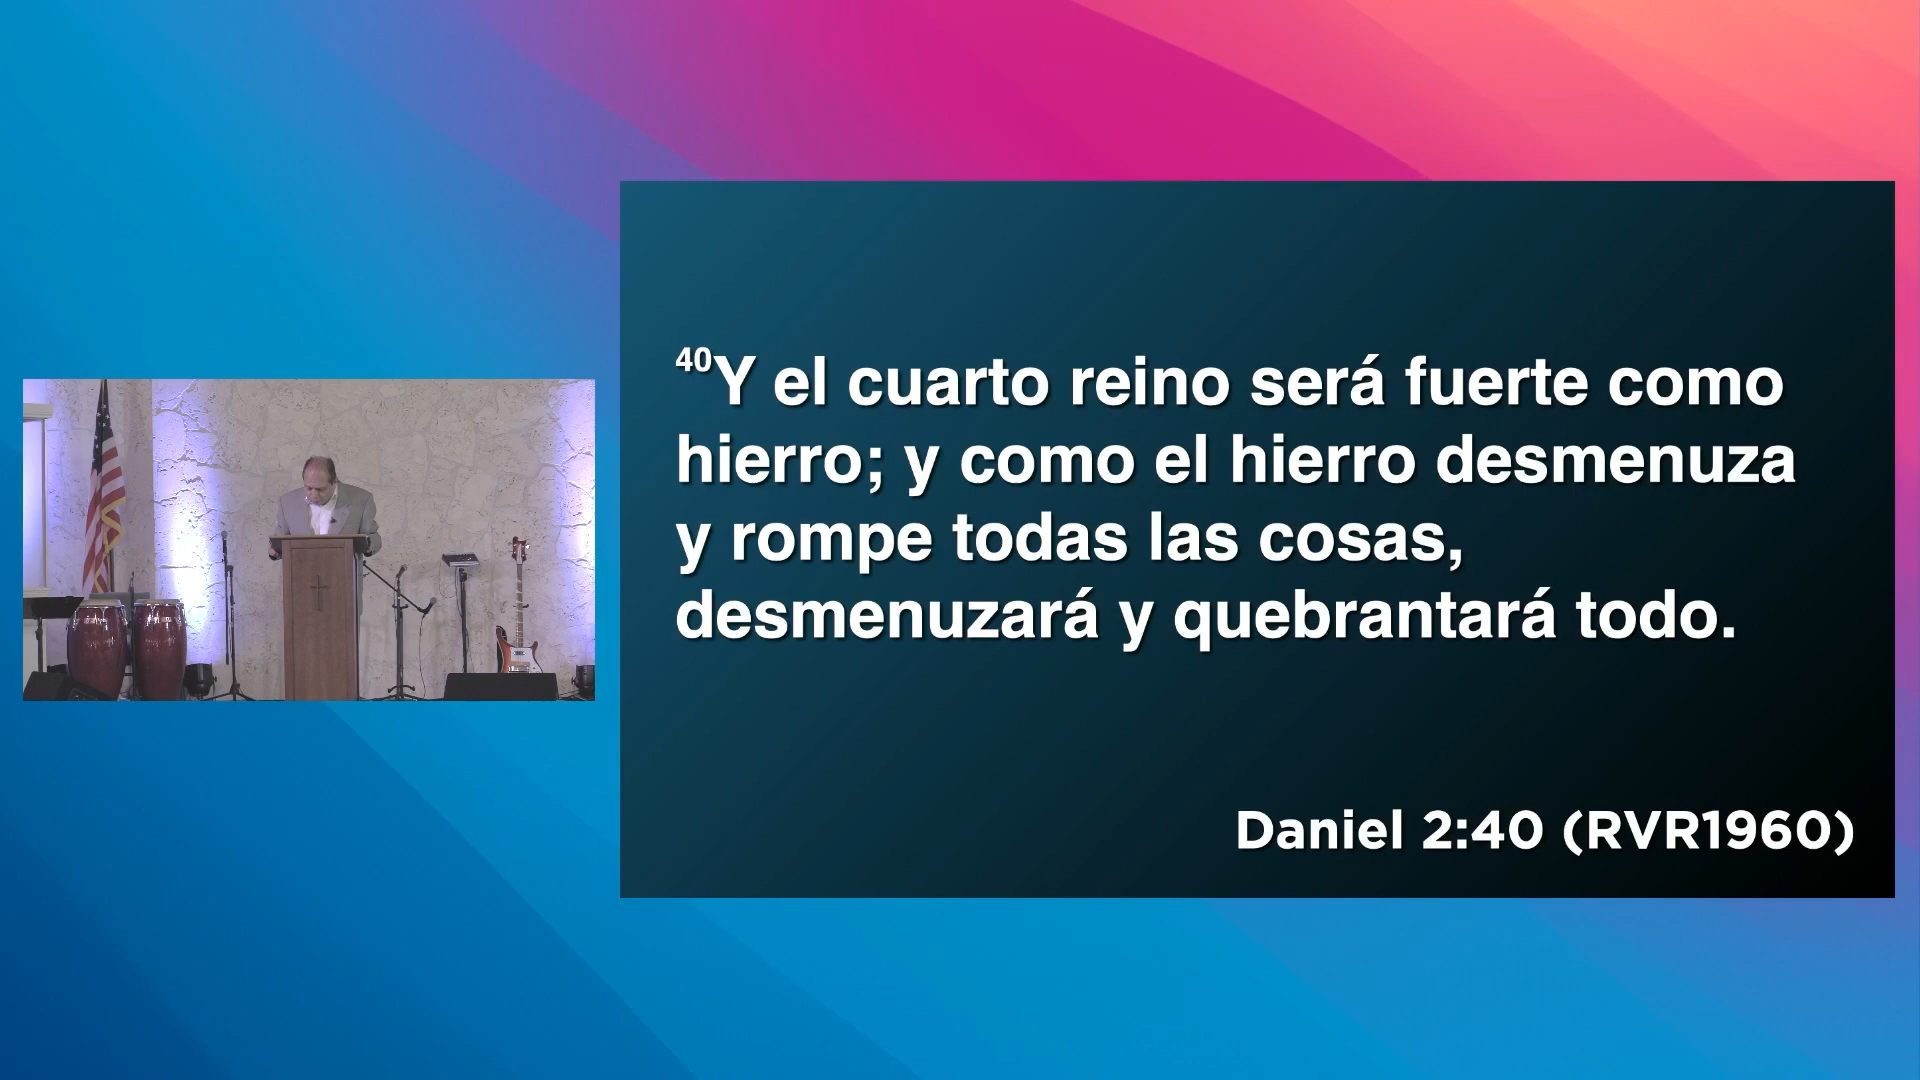 40Y el cuarto reino será fuerte como
hierro; y como el hierro desmenuza
y rompe todas las cosas,
desmenuzará y quebrantará todo.
Daniel 2:40 (RVR1960)